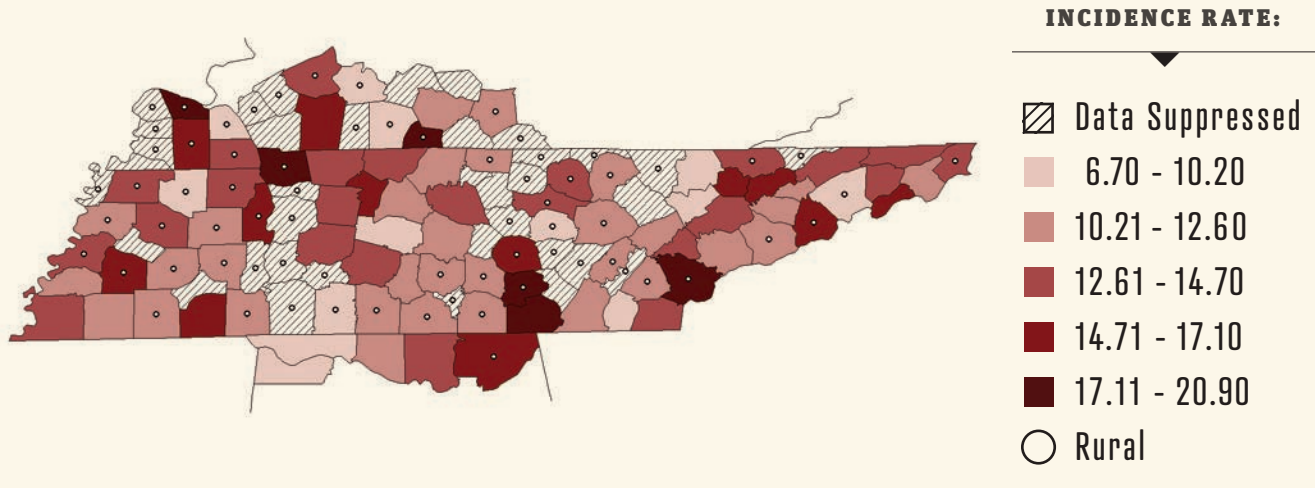 INCIDENCE RATE:
Data Suppressed
6.70 - 10.20
10.21 - 12.60
12.61 - 14.70
14.71 - 17.10
17.11 - 20.90
Rural